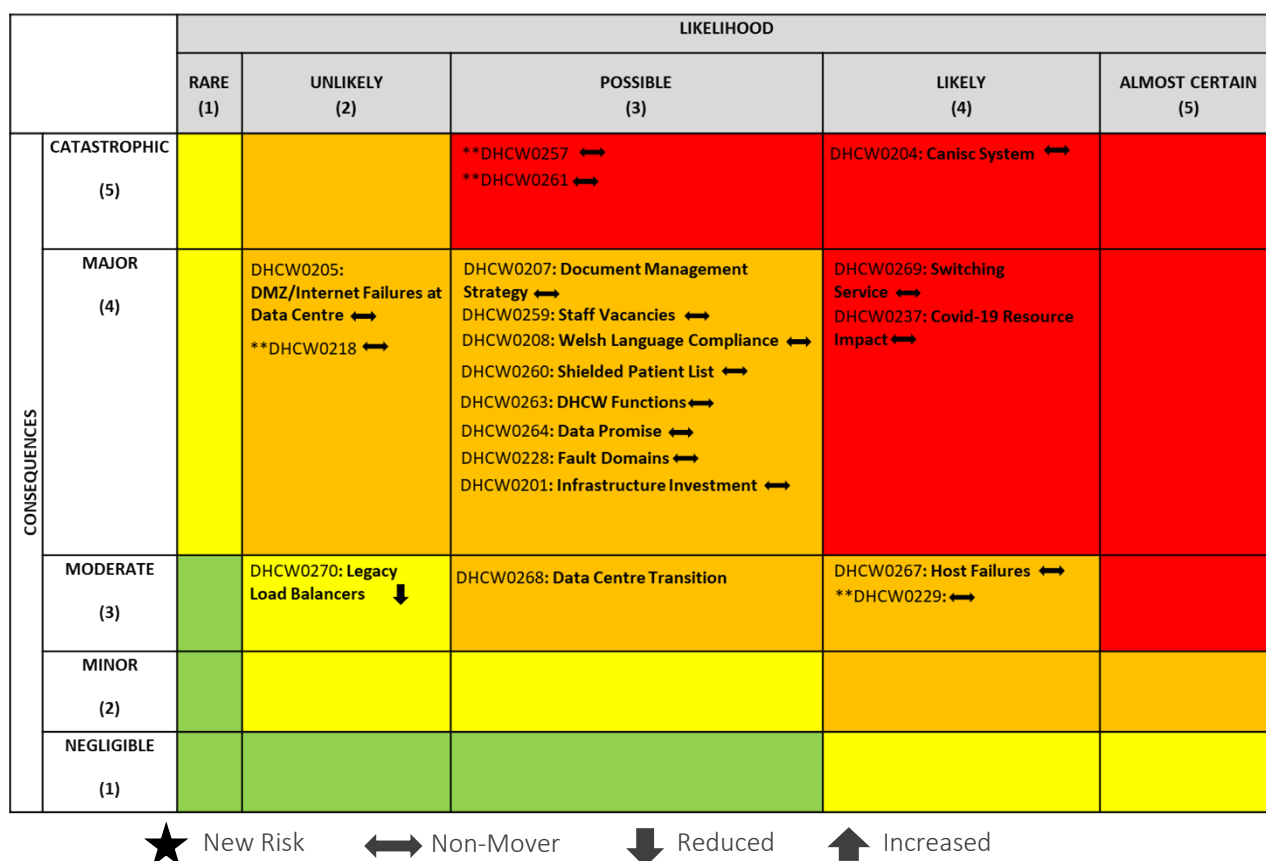 LIKELIHOOD
RARE
(1)
UNLIKELY
(2)
POSSIBLE
(3)
LIKELY
(4)
ALMOST CERTAIN
(5)
CONSEQUENCES
CATASTROPHIC
(5)
**DHCW0257
**DHCW0261
DHCW0204: Canisc System
MAJOR
(4)
DHCW0205:
DMZ/Internet Failures at
Data Centre
**DHCW0218
DHCW0207: Document Management
Strategy
DHCW0259: Staff Vacancies
DHCW0208: Welsh Language Compliance
DHCW0260: Shielded Patient List
DHCW0263: DHCW Functions
DHCW0264: Data Promise
DHCW0228: Fault Domains
DHCW0201: Infrastructure Investment
DHCW0269: Switching
Service
DHCW0237: Covid-19 Resource
Impact
MODERATE
(3)
DHCW0270: Legacy
Load Balancers
DHCW0268: Data Centre Transition
DHCW0267: Host Failures
**DHCW0229:
MINOR
(2)
NEGLIGIBLE
(1)
New Risk
Non-Mover
Reduced
Increased